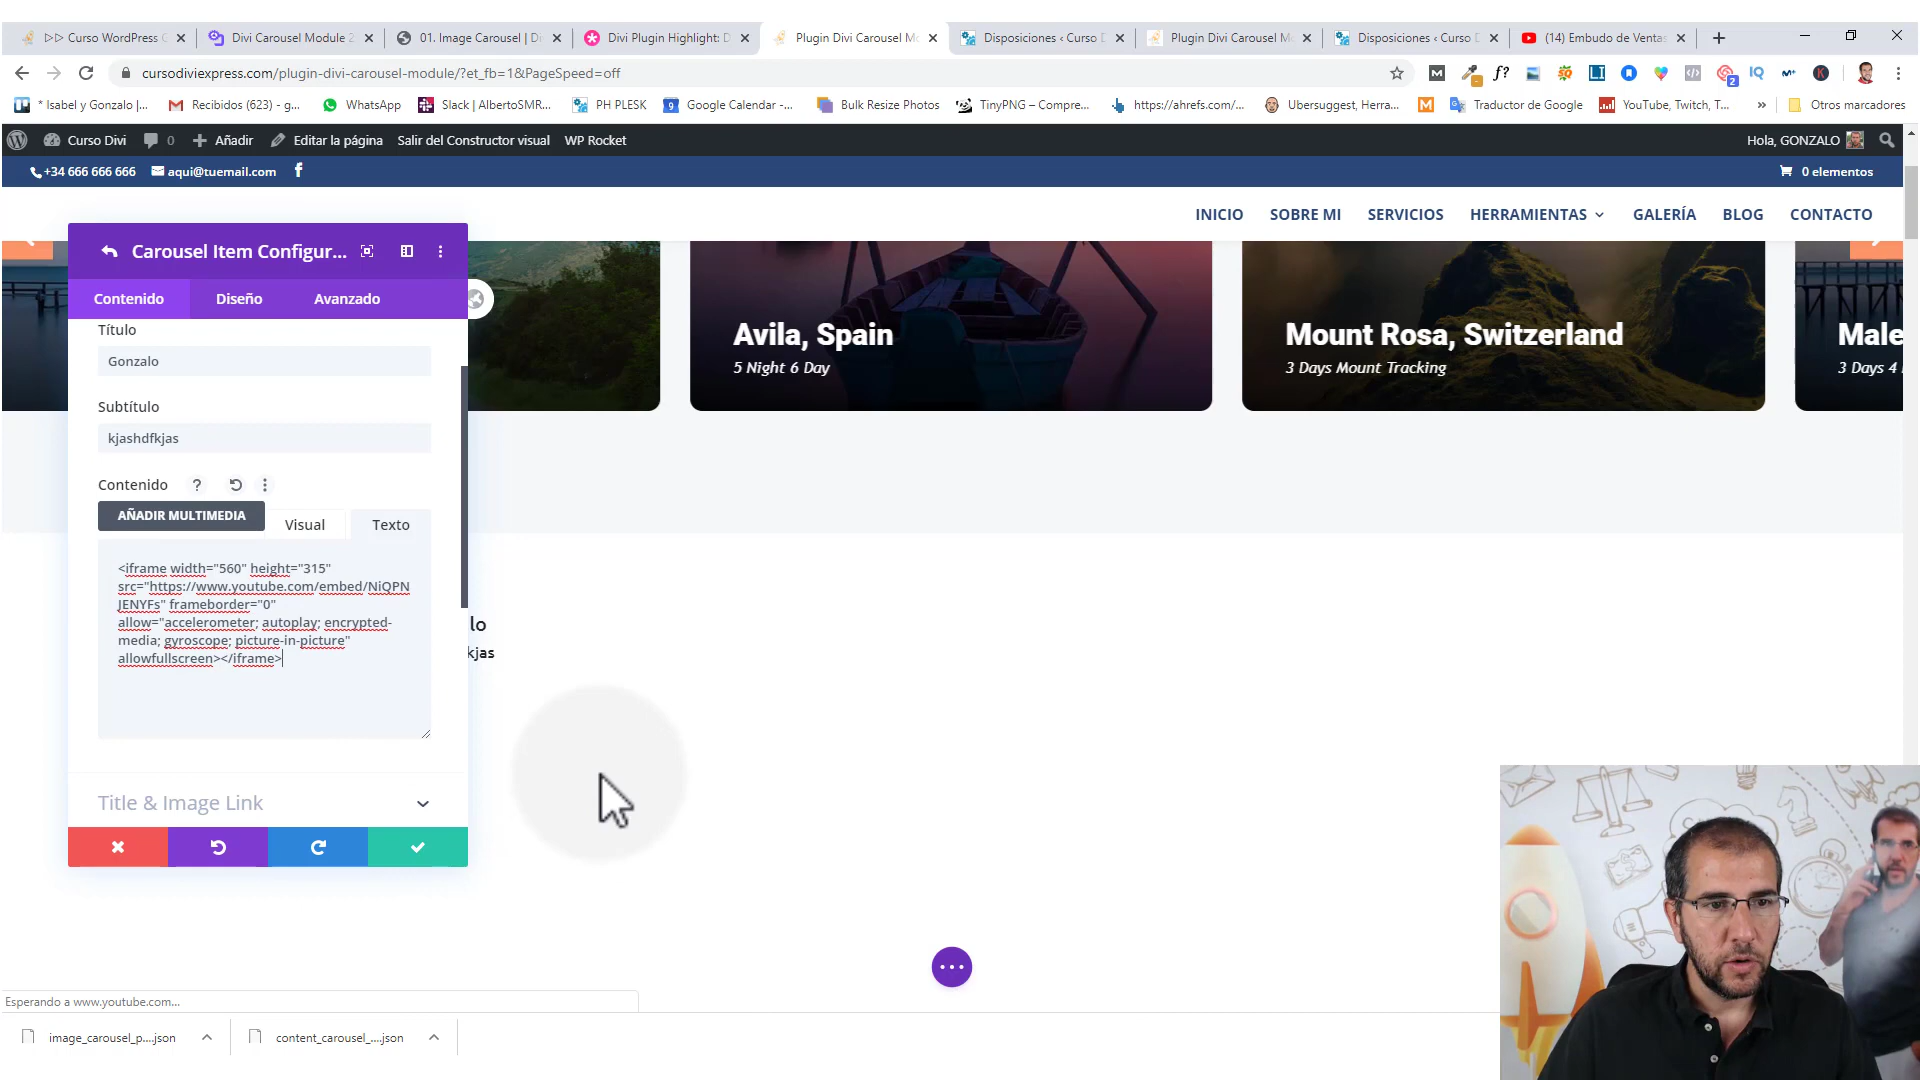 ▷▷ Curso WordPress G
Divi Carousel Module 2
01. Image Carousel | Di
Divi Plugin Highlight: D
Plugin Divi Carousel Mo
Disposiciones ‹ Curso D
Plugin Divi Carousel Mo
Disposiciones ‹ Curso D
(14) Embudo de Ventas
cursodiviexpress.com/plugin-divi-carousel-module/?et_fb=1&PageSpeed=off
* Isabel y Gonzalo |...
Recibidos (623) - g...
WhatsApp
Slack | AlbertoSMR...
PH PLESK
Google Calendar -...
Bulk Resize Photos
TinyPNG – Compre...
https://ahrefs.com/...
Ubersuggest, Herra...
Traductor de Google
YouTube, Twitch, T...
»
Otros marcadores
Curso Divi
0
Añadir
Editar la página
Salir del Constructor visual
WP Rocket
Hola, GONZALO
+34 666 666 666
aqui@tuemail.com
0 elementos
INICIO
SOBRE MI
SERVICIOS
HERRAMIENTAS
GALERÍA
BLOG
CONTACTO
Carousel Item Configur...
Contenido
Diseño
Avanzado
Título
Gonzalo
Subtítulo
kjashdfkjas
Contenido
?
AÑADIR MULTIMEDIA
Visual
Texto
<iframe width="560" height="315"
src="https://www.youtube.com/embed/NiQPN
JENYFs" frameborder="0"
allow="accelerometer; autoplay; encrypted-
media; gyroscope; picture-in-picture"
allowfullscreen></iframe>
Title & Image Link
Avila, Spain
5 Night 6 Day
Mount Rosa, Switzerland
3 Days Mount Tracking
Male
3 Days 4
lo
kjas
Esperando a www.youtube.com...
image_carousel_p....json
content_carousel_....json